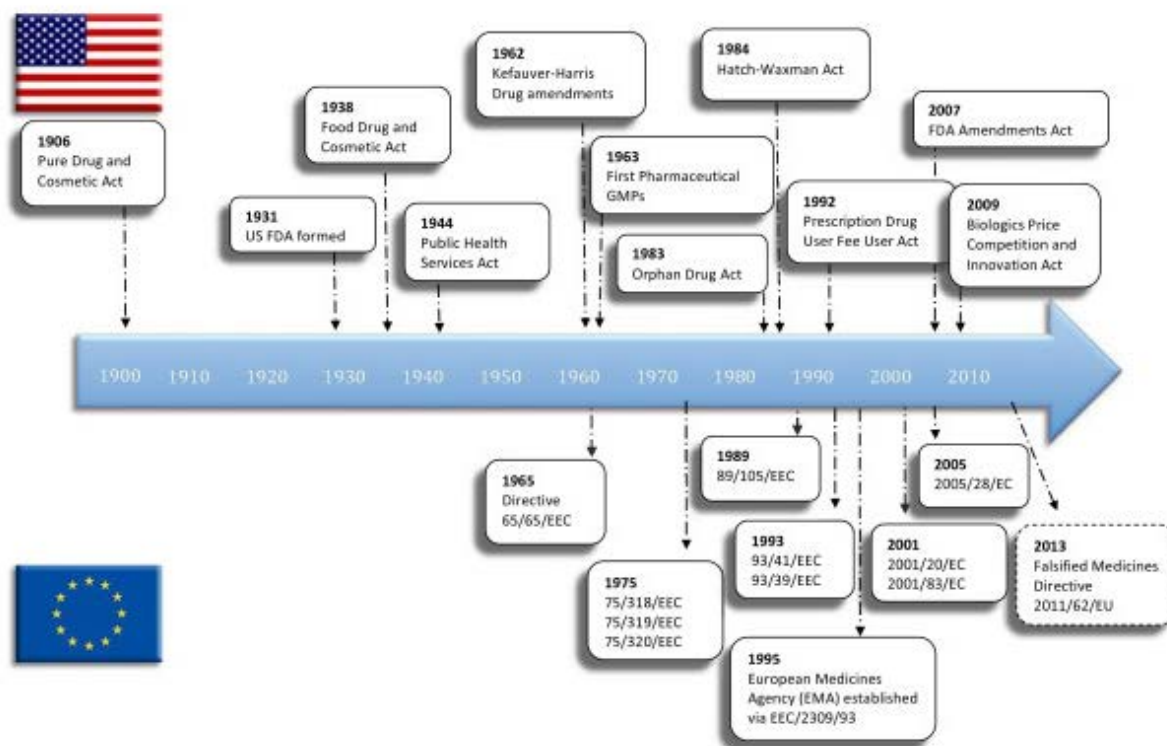 1906
Pure Drug and
Cosmetic Act
1931
US FDA formed
1938
Food Drug and
Cosmetic Act
1944
Public Health
Services Act
1962
Kefauver-Harris
Drug amendments
1963
First Pharmaceutical
GMPs
1983
Orphan Drug Act
1984
Hatch-Waxman Act
1992
Prescription Drug
User Fee User Act
2007
FDA Amendments Act
2009
Biologics Price
Competition and
Innovation Act
1900 1910 1920 1930 1940 1950 1960 1970 1980 1990 2000 2010
1965
Directive
65/65/EEC
1975
75/318/EEC
75/319/EEC
75/320/EEC
1989
89/105/EEC
1993
93/41/EEC
93/39/EEC
1995
European Medicines
Agency (EMA) established
via EEC/2309/93
2001
2001/20/EC
2001/83/EC
2005
2005/28/EC
2013
Falsified Medicines
Directive
2011/62/EU